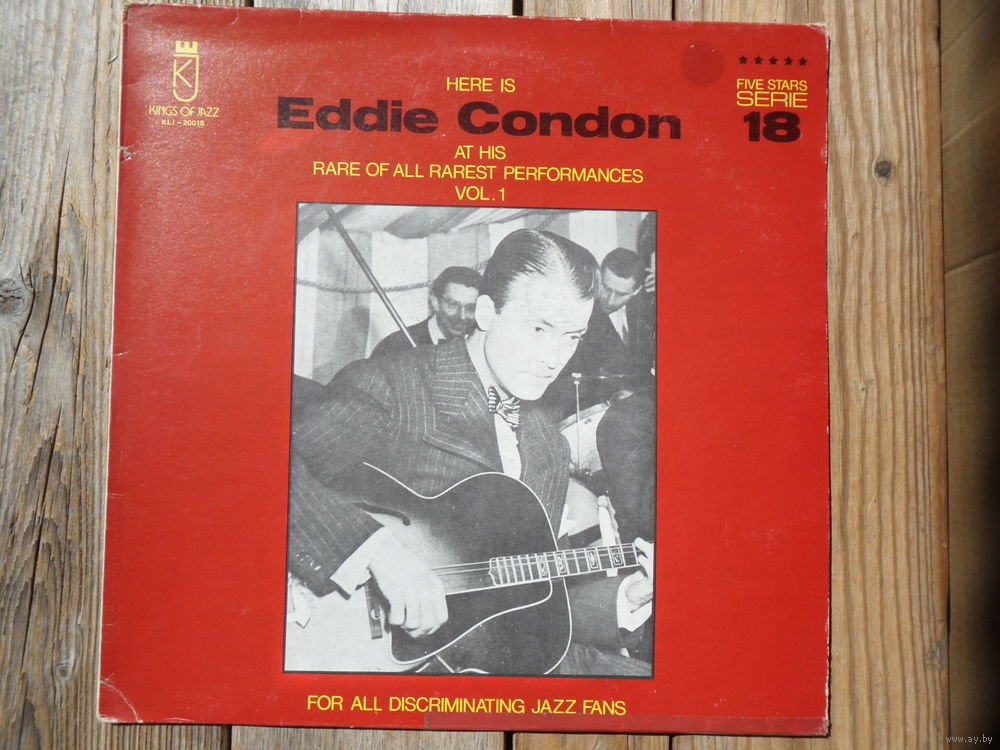 KINGS OF JAZZ
KLJ - 20018
★★★★★
FIVE STARS
SERIE
18
HERE IS
Eddie Condon
AT HIS
RARE OF ALL RAREST PERFORMANCES
VOL. 1
FOR ALL DISCRIMINATING JAZZ FANS
www.ay.by